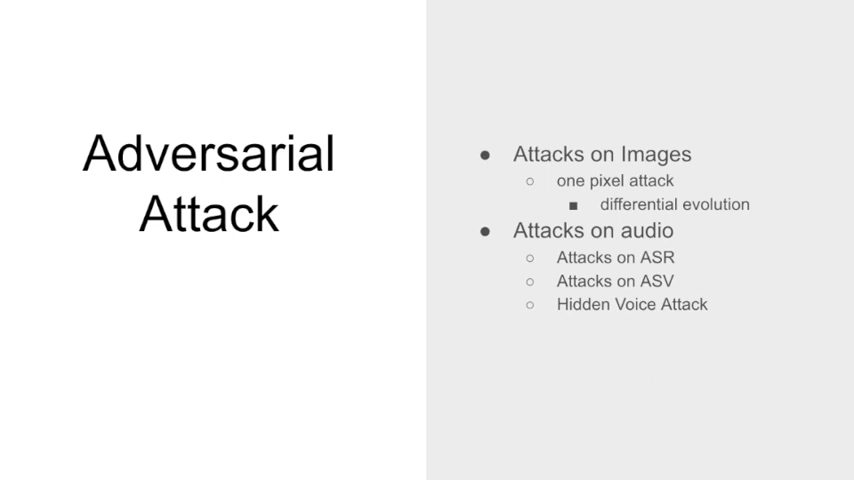 Adversarial
Attack
● Attacks on Images
○ one pixel attack
■ differential evolution
● Attacks on audio
○ Attacks on ASR
○ Attacks on ASV
○ Hidden Voice Attack